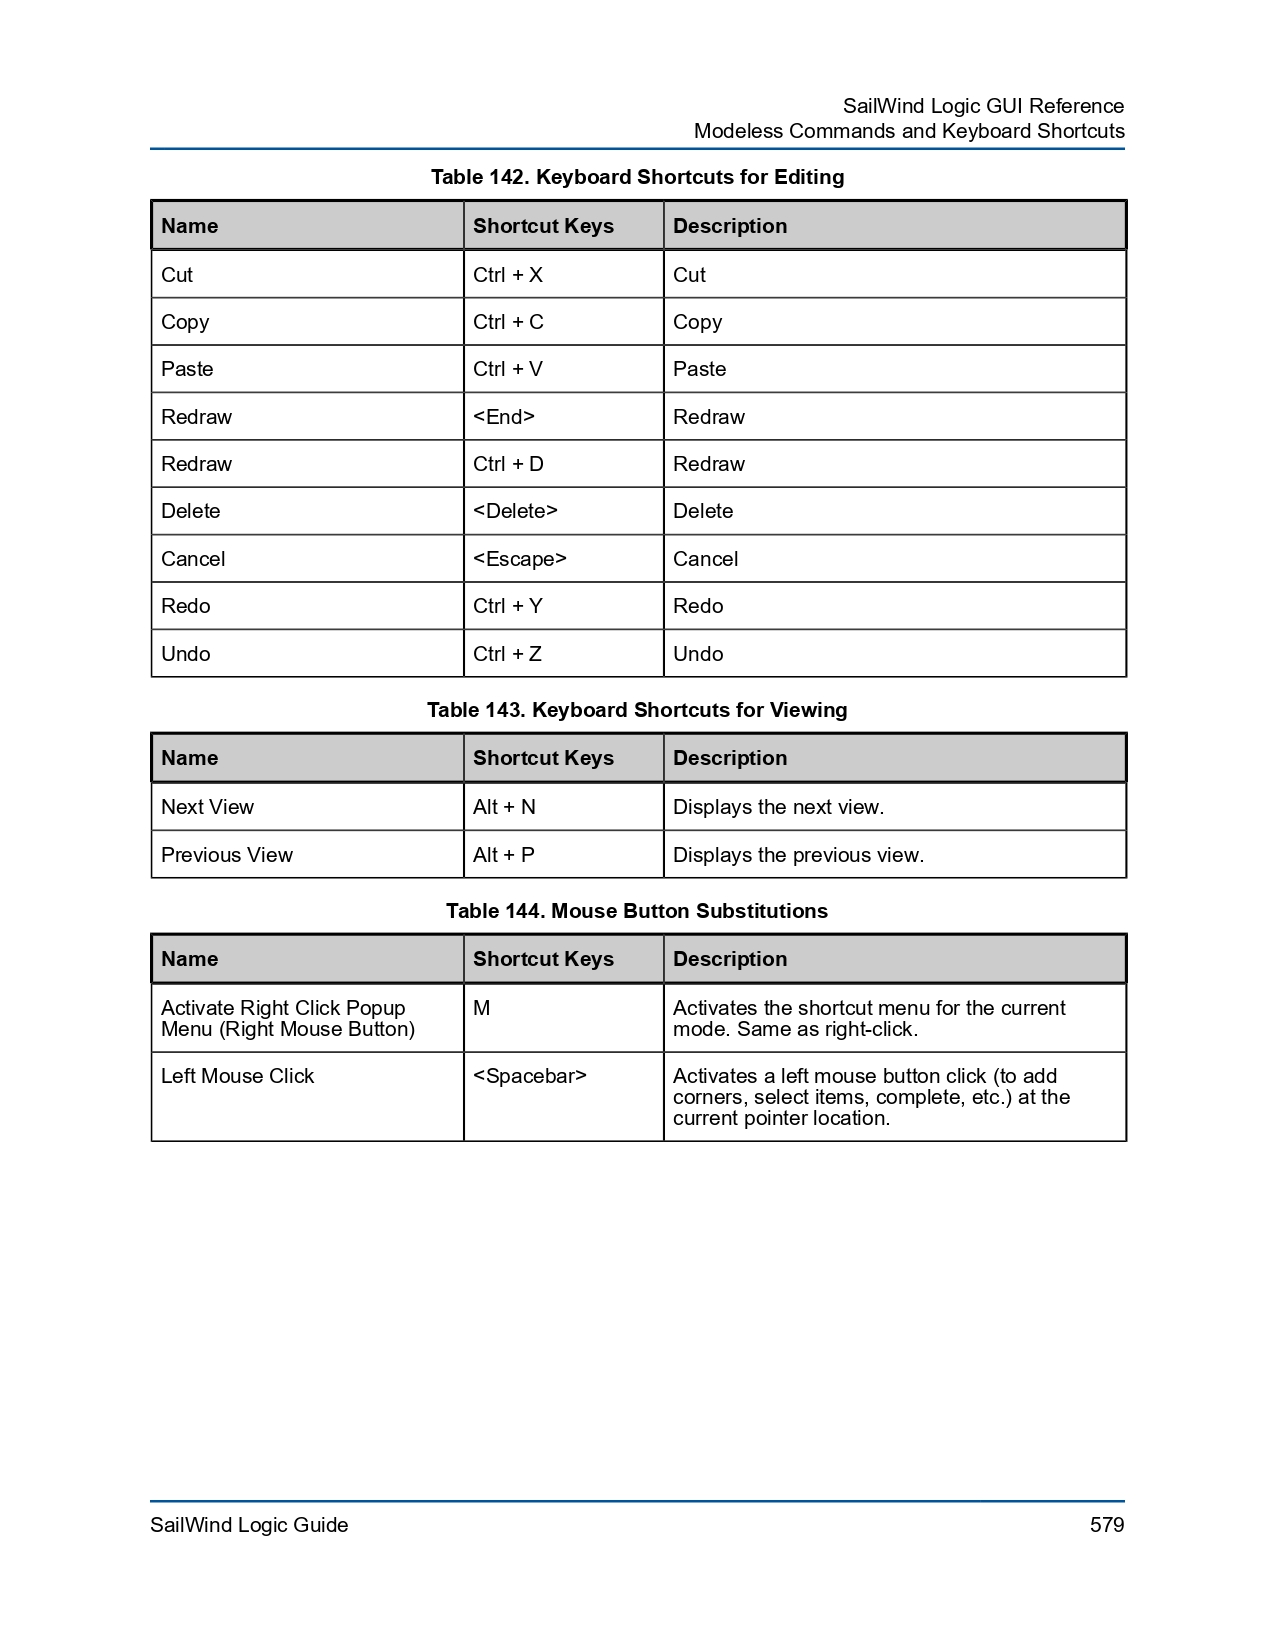 SailWind Logic GUI Reference
Modeless Commands and Keyboard Shortcuts
Table 142. Keyboard Shortcuts for Editing
Name Shortcut Keys Description
Cut Ctrl + X Cut
Copy Ctrl + C Copy
Paste Ctrl + V Paste
Redraw <End> Redraw
Redraw Ctrl + D Redraw
Delete <Delete> Delete
Cancel <Escape> Cancel
Redo Ctrl + Y Redo
Undo Ctrl + Z Undo
Table 143. Keyboard Shortcuts for Viewing
Name Shortcut Keys Description
Next View Alt + N Displays the next view.
Previous View Alt + P Displays the previous view.
Table 144. Mouse Button Substitutions
Name Shortcut Keys Description
Activate Right Click Popup M Activates the shortcut menu for the current
Menu (Right Mouse Button) mode. Same as right-click.
Left Mouse Click <Spacebar> Activates a left mouse button click (to add
corners, select items, complete, etc.) at the
current pointer location.
SailWind Logic Guide 579